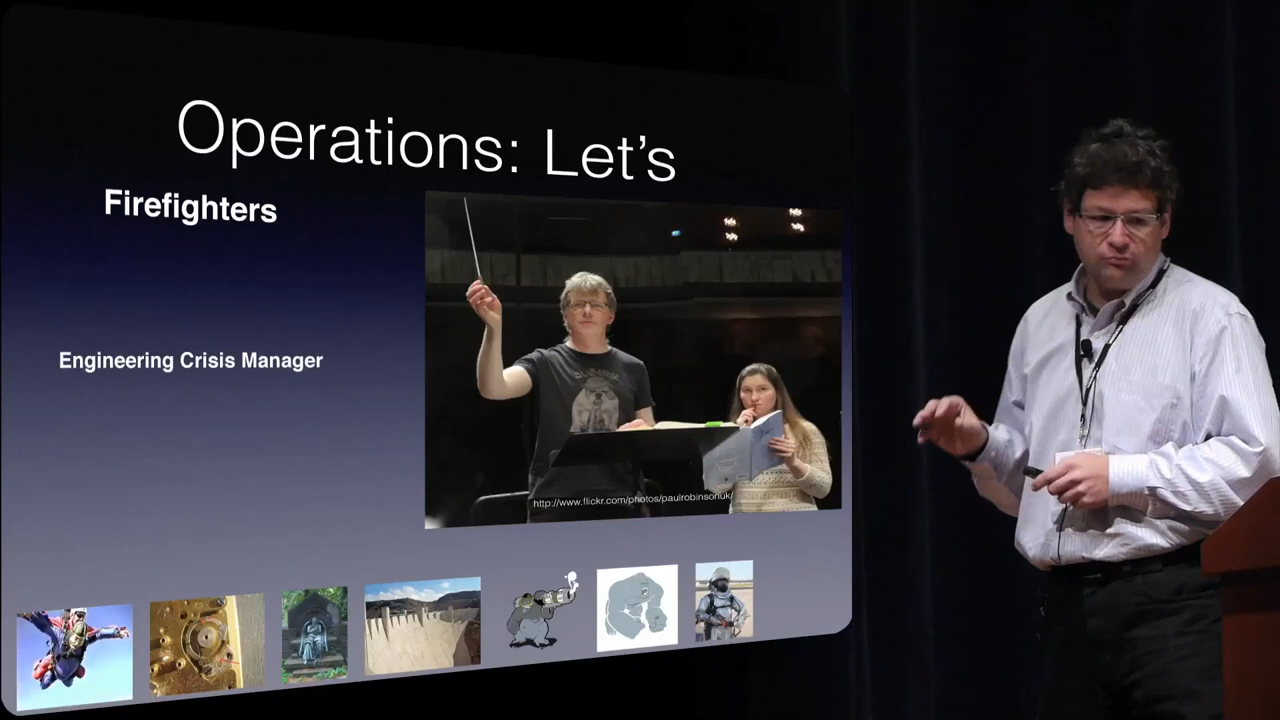 Operations: Let's
Firefighters
Engineering Crisis Manager
http://www.flickr.com/photos/paulrobinsonuk/